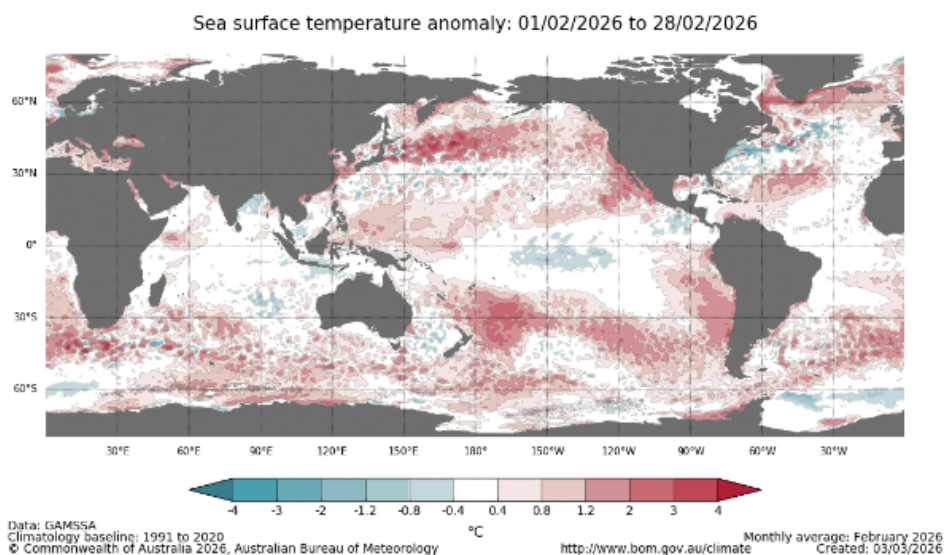 Sea surface temperature anomaly: 01/02/2026 to 28/02/2026
60°N
30°N
0°
30°S
60°S
30°E 60°E 90°E 120°E 150°E 180° 150°W 120°W 90°W 60°W 30°W
-4 -3 -2 -1.2 -0.8 -0.4 0.4 0.8 1.2 2 3 4
°C
Data: GAMSSA
Climatology baseline: 1991 to 2020 Monthly average: February 2026
© Commonwealth of Australia 2026, Australian Bureau of Meteorology http://www.bom.gov.au/climate Created: 03/03/2026